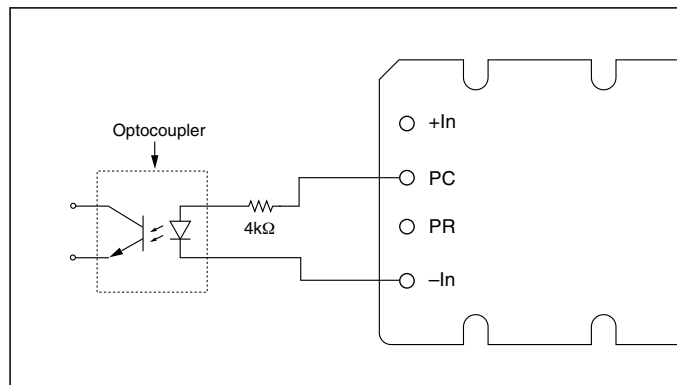 Optocoupler
4kΩ
+In
PC
PR
–In